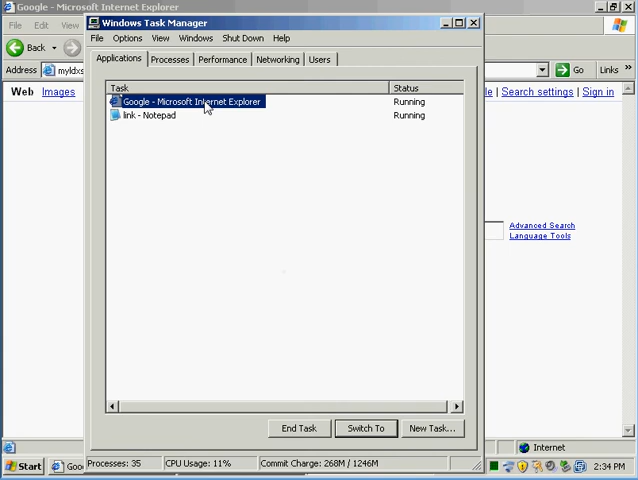 Google - Microsoft Internet Explorer
File Edit View
Back
Address myldxs
Go Links »
Web Images
Search settings | Sign in
Advanced Search
Language Tools
Windows Task Manager
File Options View Windows Shut Down Help
Applications Processes Performance Networking Users
Task Status
Google - Microsoft Internet Explorer Running
link - Notepad Running
End Task Switch To New Task...
Processes: 35 CPU Usage: 11% Commit Charge: 268M / 1246M
Internet
Start Goo 2:34 PM